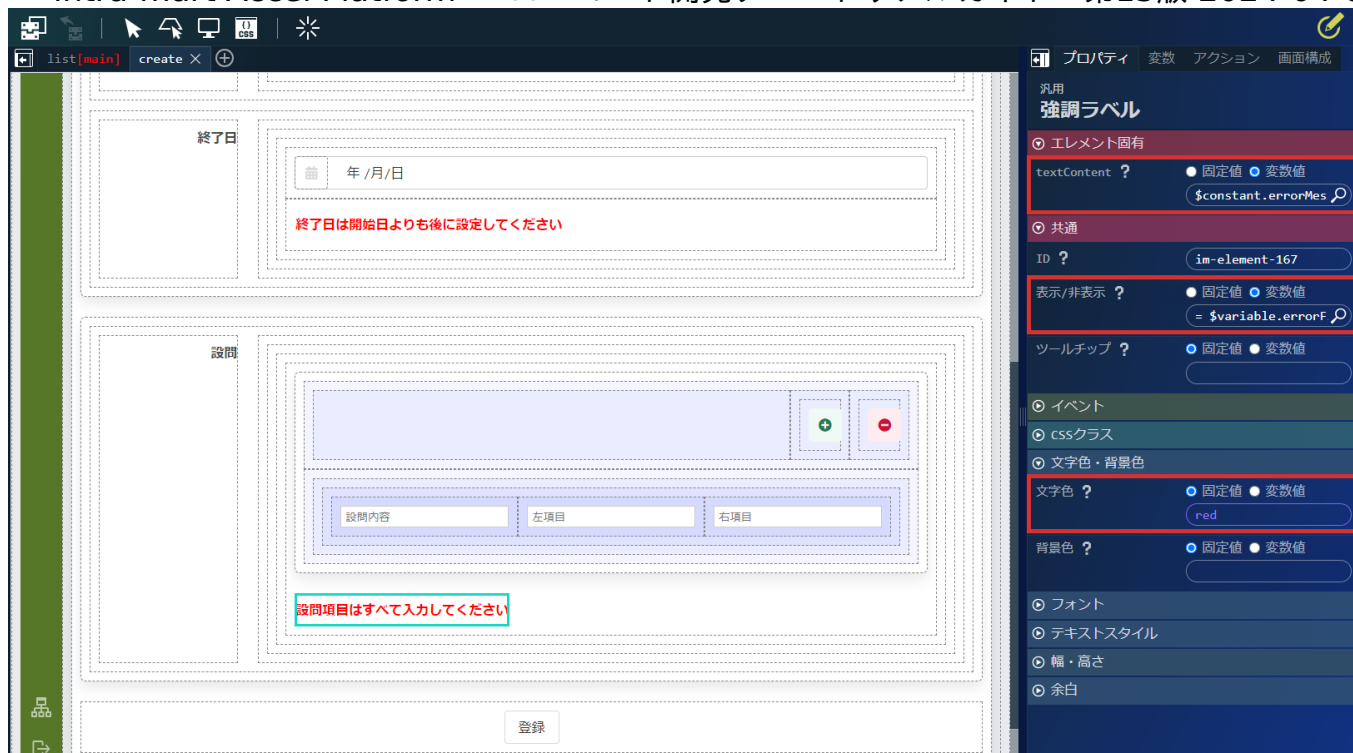 {}
CSS
list[main] create
プロパティ 変数 アクション 画面構成
汎用
強調ラベル
エレメント固有
textContent ? 固定値 変数値
$constant.errorMes
共通
ID ? im-element-167
表示/非表示 ? 固定値 変数値
= $variable.errorF
ツールチップ ? 固定値 変数値
イベント
CSSクラス
文字色・背景色
文字色 ? 固定値 変数値
red
背景色 ? 固定値 変数値
フォント
テキストスタイル
幅・高さ
余白
終了日
年 /月/日
終了日は開始日よりも後に設定してください
設問
設問内容 左項目 右項目
設問項目はすべて入力してください
登録